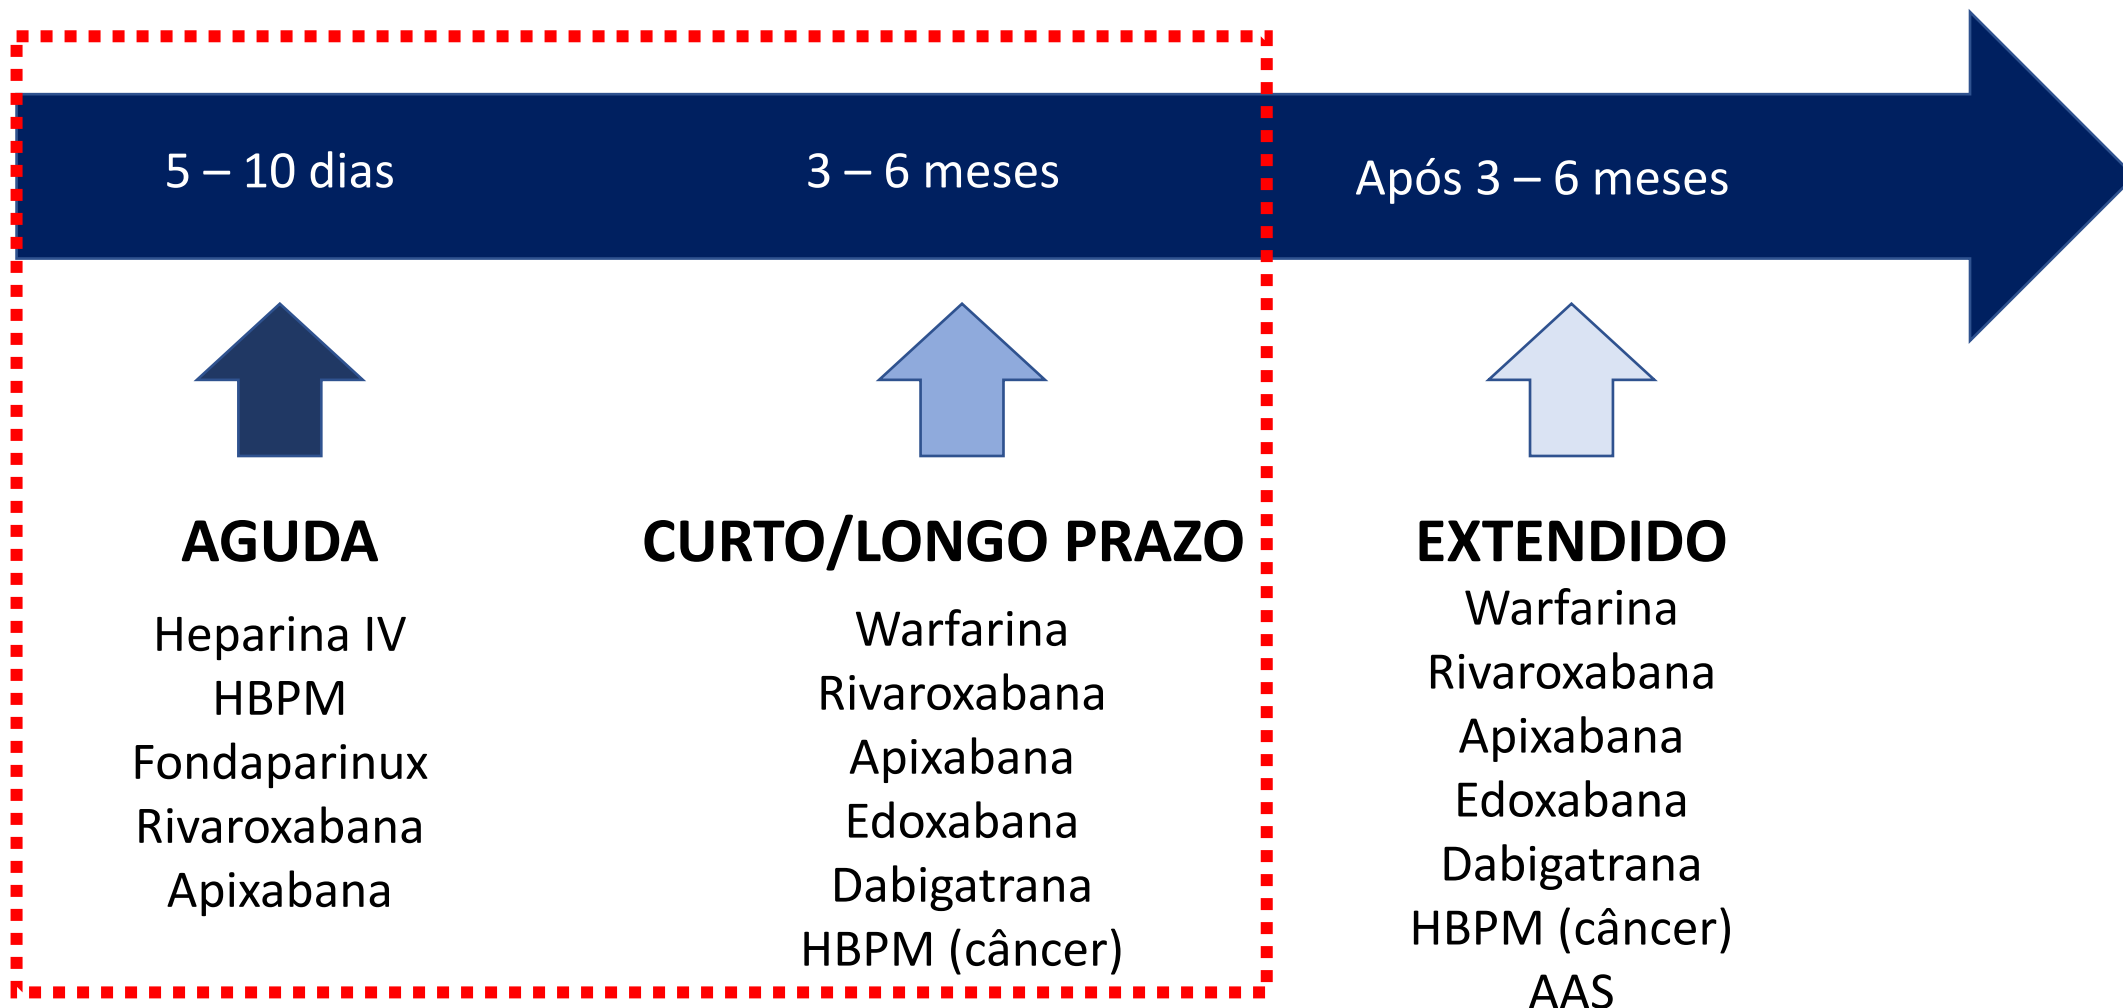 5 – 10 dias
3 – 6 meses
Após 3 – 6 meses
AGUDA
Heparina IV
HBPM
Fondaparinux
Rivaroxabana
Apixabana
CURTO/LONGO PRAZO
Warfarina
Rivaroxabana
Apixabana
Edoxabana
Dabigatrana
HBPM (câncer)
EXTENDIDO
Warfarina
Rivaroxabana
Apixabana
Edoxabana
Dabigatrana
HBPM (câncer)
AAS